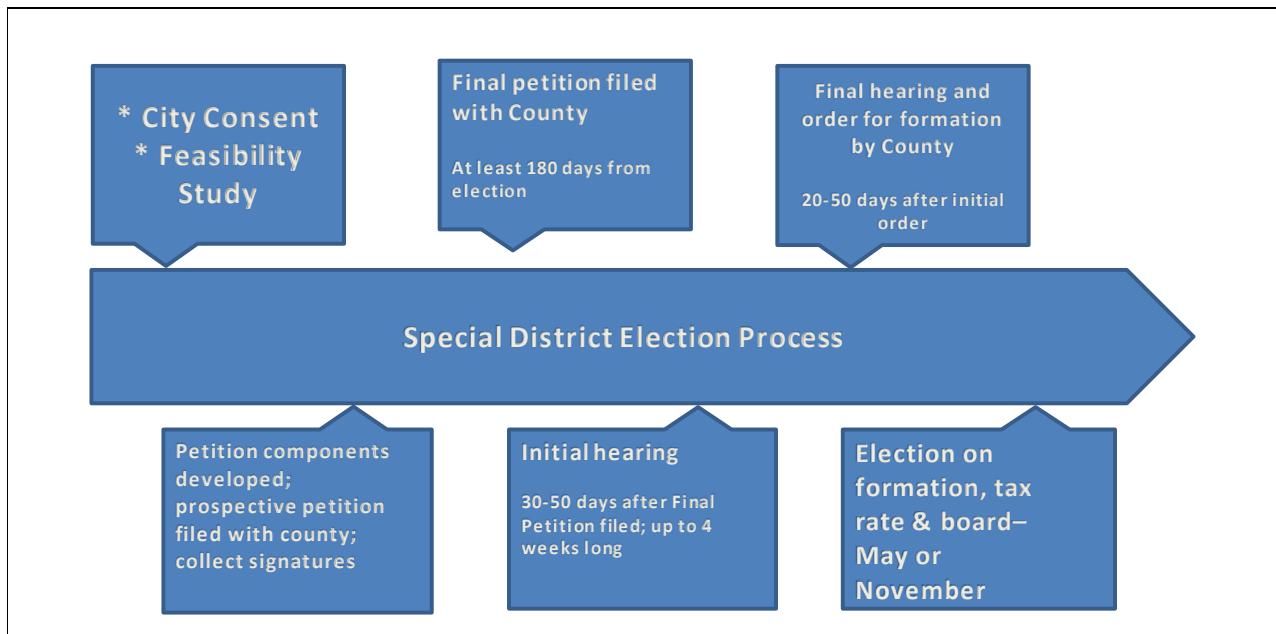 * City Consent
* Feasibility
Study
Final petition filed
with County
At least 180 days from
election
Final hearing and
order for formation
by County
20-50 days after initial
order
Special District Election Process
Petition components
developed;
prospective petition
filed with county;
collect signatures
Initial hearing
30-50 days after Final
Petition filed; up to 4
weeks long
Election on
formation, tax
rate & board–
May or
November